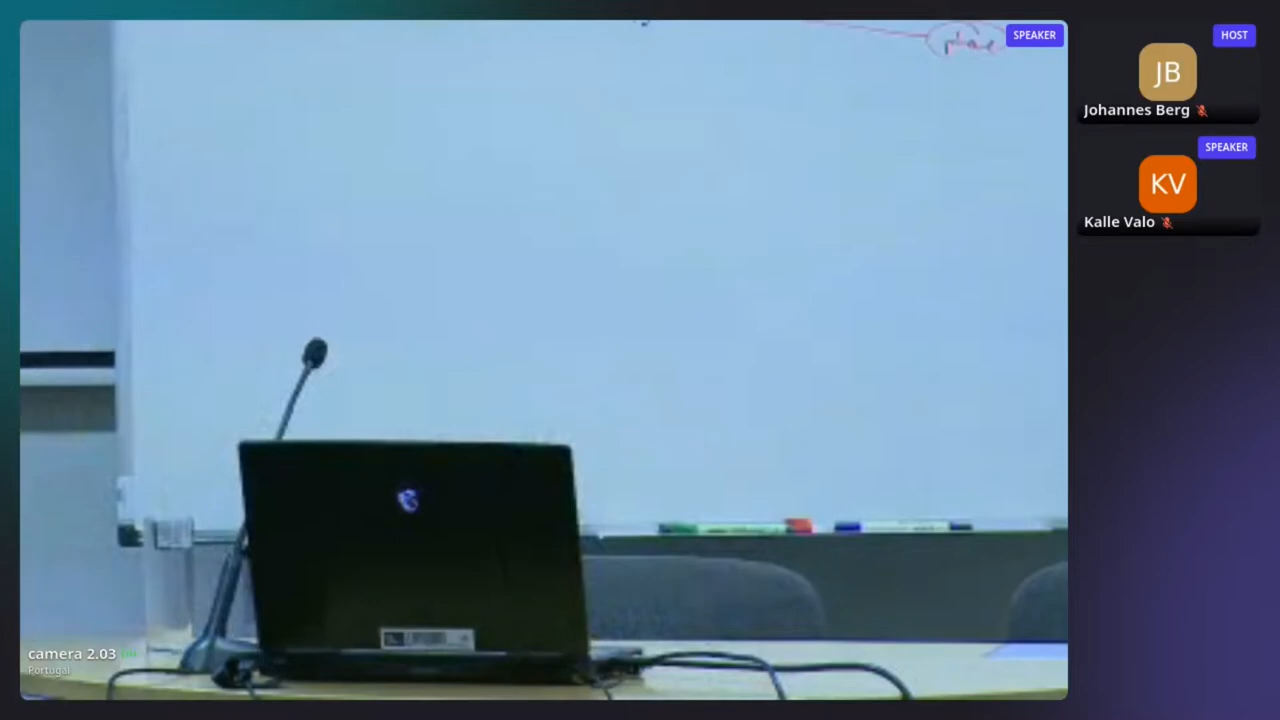 SPEAKER
HOST
JB
Johannes Berg
SPEAKER
KV
Kalle Valo
camera 2.03
Portugal